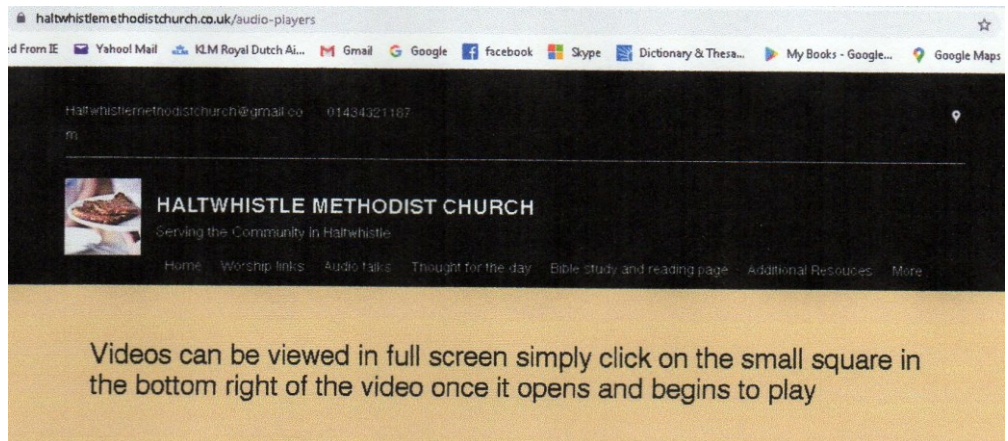 haltwhistlemethodistchurch.co.uk/audio-players
ed From IE Yahoo! Mail KLM Royal Dutch Ai... Gmail Google facebook Skype Dictionary & Thesa... My Books - Google... Google Maps
Haltwhistlemethodistchurch@gmail.co 01434321187
m
HALTWHISTLE METHODIST CHURCH
Serving the Community in Haltwhistle
Home Worship links Audio talks Thought for the day Bible study and reading page Additional Resouces More
Videos can be viewed in full screen simply click on the small square in
the bottom right of the video once it opens and begins to play